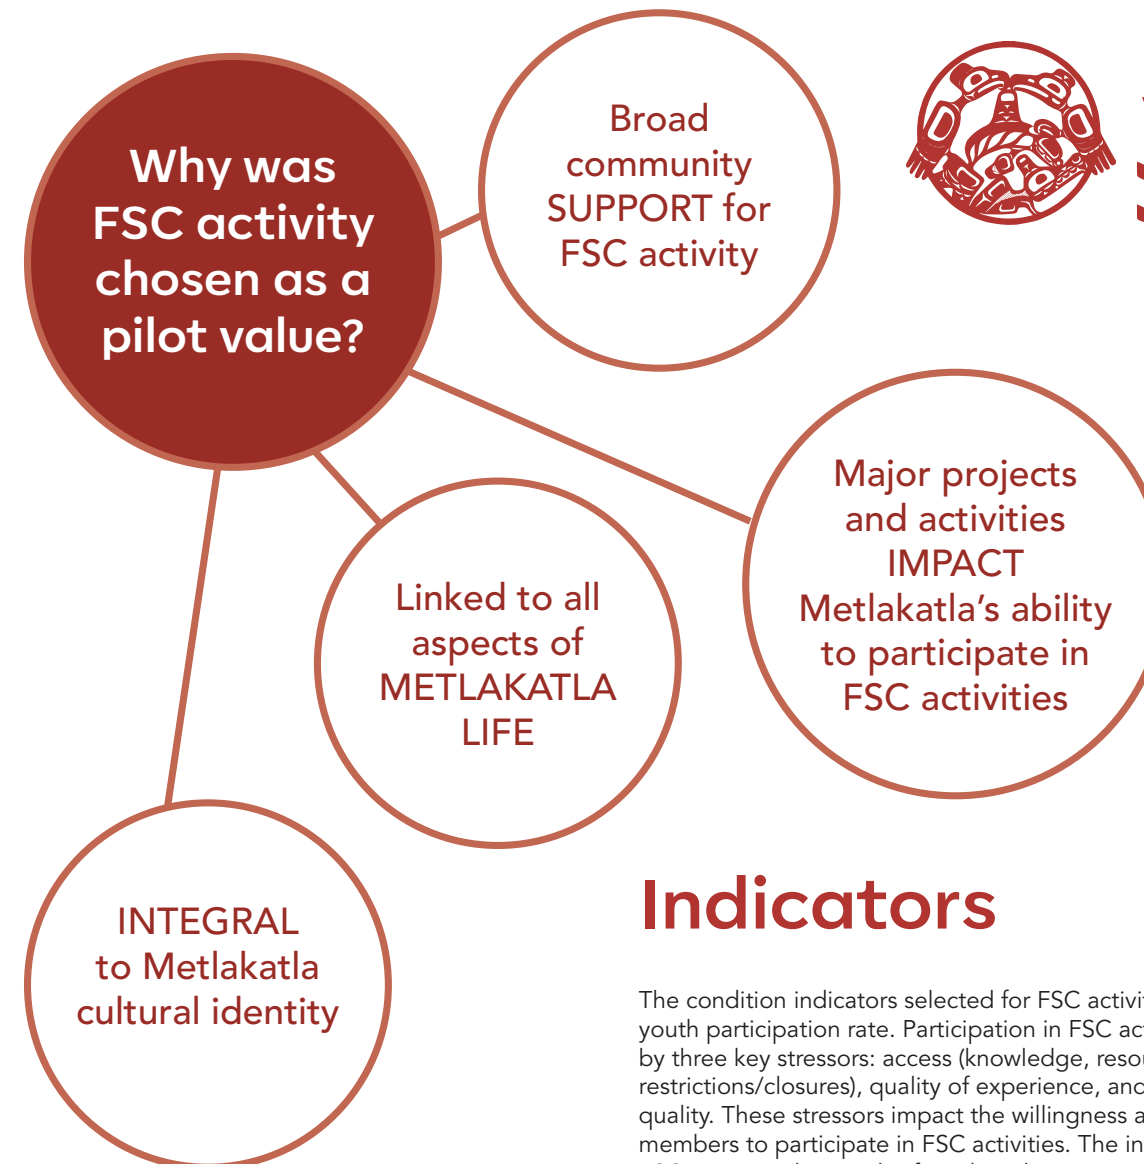 Why was
FSC activity
chosen as a
pilot value?
Broad
community
SUPPORT for
FSC activity
Major projects
and activities
IMPACT
Metlakatla’s ability
to participate in
FSC activities
Linked to all
aspects of
METLAKATLA
LIFE
INTEGRAL
to Metlakatla
cultural identity
Indicators
The condition indicators selected for FSC
youth participation rate. Participation in FSC
by three key stressors: access (knowledge,
restrictions/closures), quality of experience, and
quality. These stressors impact the willingness
members to participate in FSC activities. The